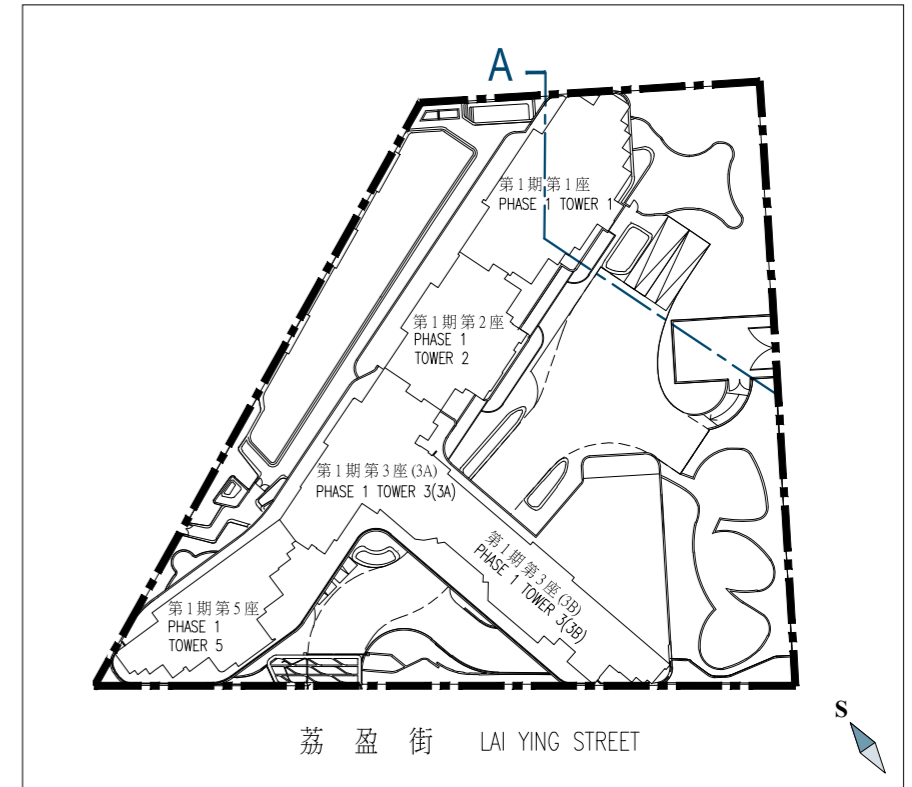 A
第1期第1座
PHASE 1 TOWER 1
第1期第2座
PHASE 1
TOWER 2
第1期第3座(3A)
PHASE 1 TOWER 3(3A)
第1期第3座(3B)
PHASE 1 TOWER 3(3B)
第1期第5座
PHASE 1
TOWER 5
荔盈街 LAI YING STREET
S